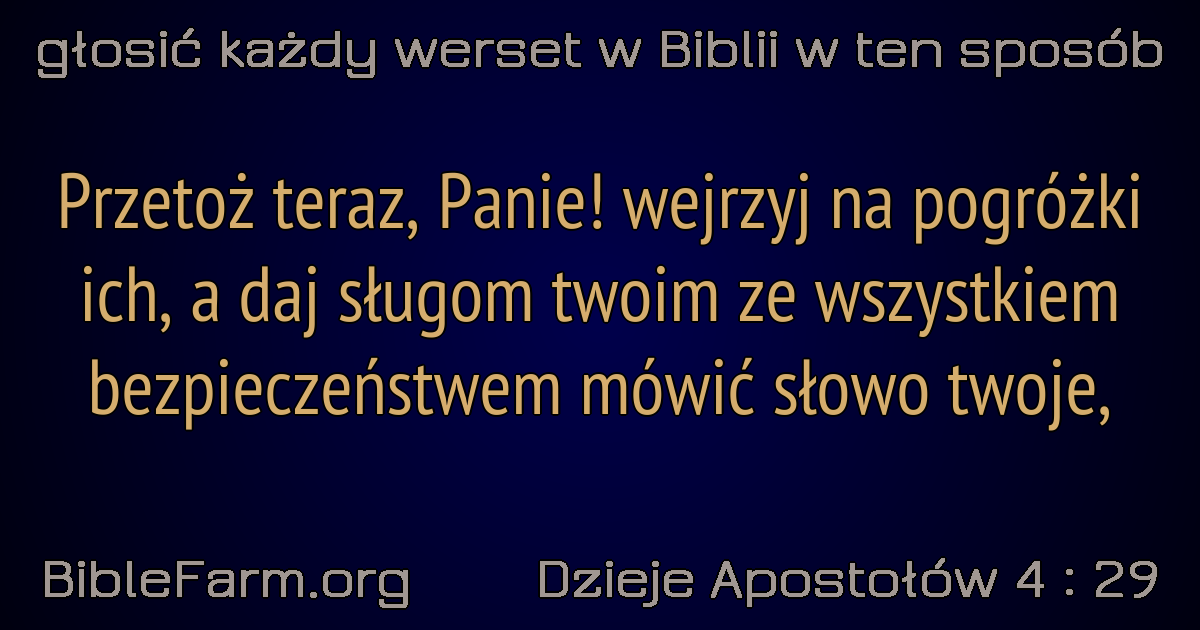 głosić każdy werset w Biblii w ten sposób
Przetoż teraz, Panie! wejrzyj na pogróżki
ich, a daj sługom twoim ze wszystkiem
bezpieczeństwem mówić słowo twoje,
BibleFarm.org
Dzieje Apostołów 4 : 29